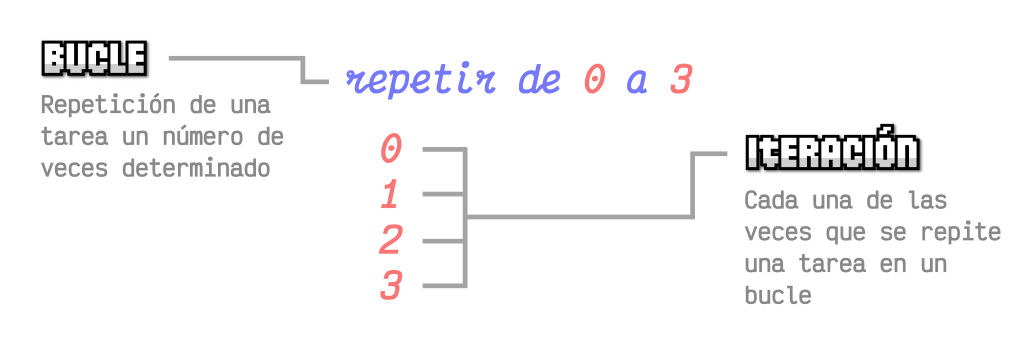 BUCLE
Repetición de una
tarea un número de
veces determinado
repetir de 0 a 3
0
1
2
3
ITERACIÓN
Cada una de las
veces que se repite
una tarea en un
bucle